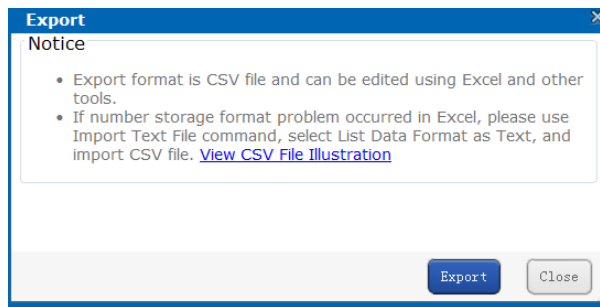 Export
Notice
• Export format is CSV file and can be edited using Excel and other
tools.
• If number storage format problem occurred in Excel, please use
Import Text File command, select List Data Format as Text, and
import CSV file. View CSV File Illustration
Export
Close